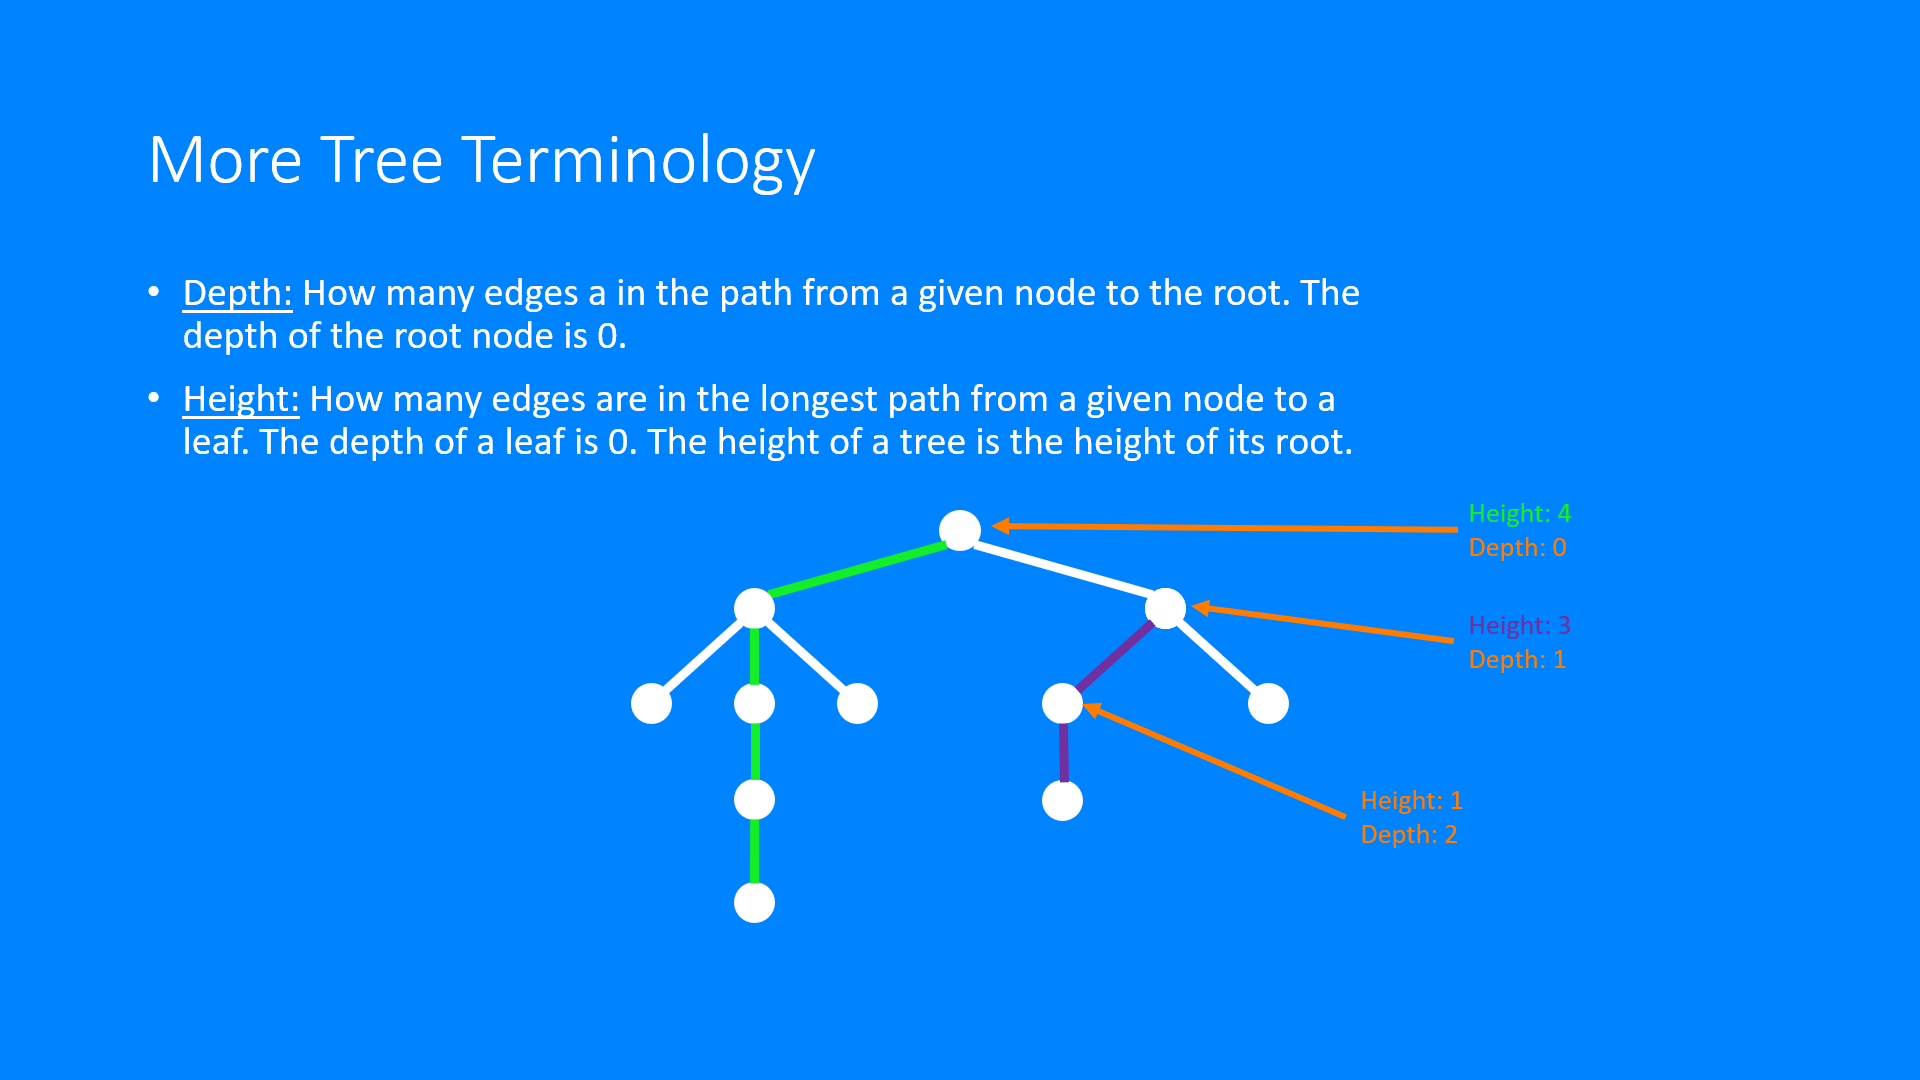 More Tree Terminology
• Depth: How many edges a in the path from a given node to the root. The
depth of the root node is 0.
• Height: How many edges are in the longest path from a given node to a
leaf. The depth of a leaf is 0. The height of a tree is the height of its root.
Height: 4
Depth: 0
Height: 3
Depth: 1
Height: 1
Depth: 2